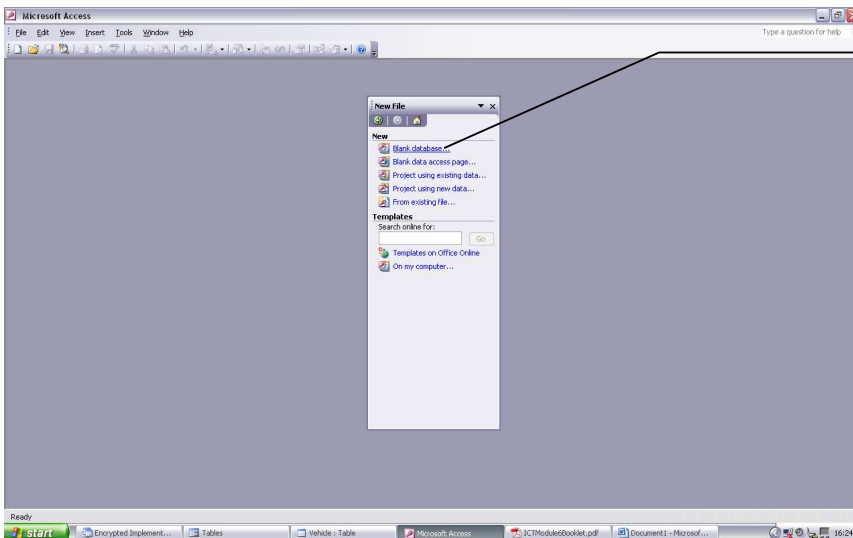 Microsoft Access
File Edit View Insert Tools Window Help
Type a question for help
New File
New
Blank database...
Blank data access page...
Project using existing data...
Project using new data...
From existing file...
Templates
Search online for:
Go
Templates on Office Online
On my computer...
Ready
start
Encrypted Implement...
Tables
Vehicle : Table
Microsoft Access
ICTModule6Booklet.pdf
Document1 - Microsof...
16:24